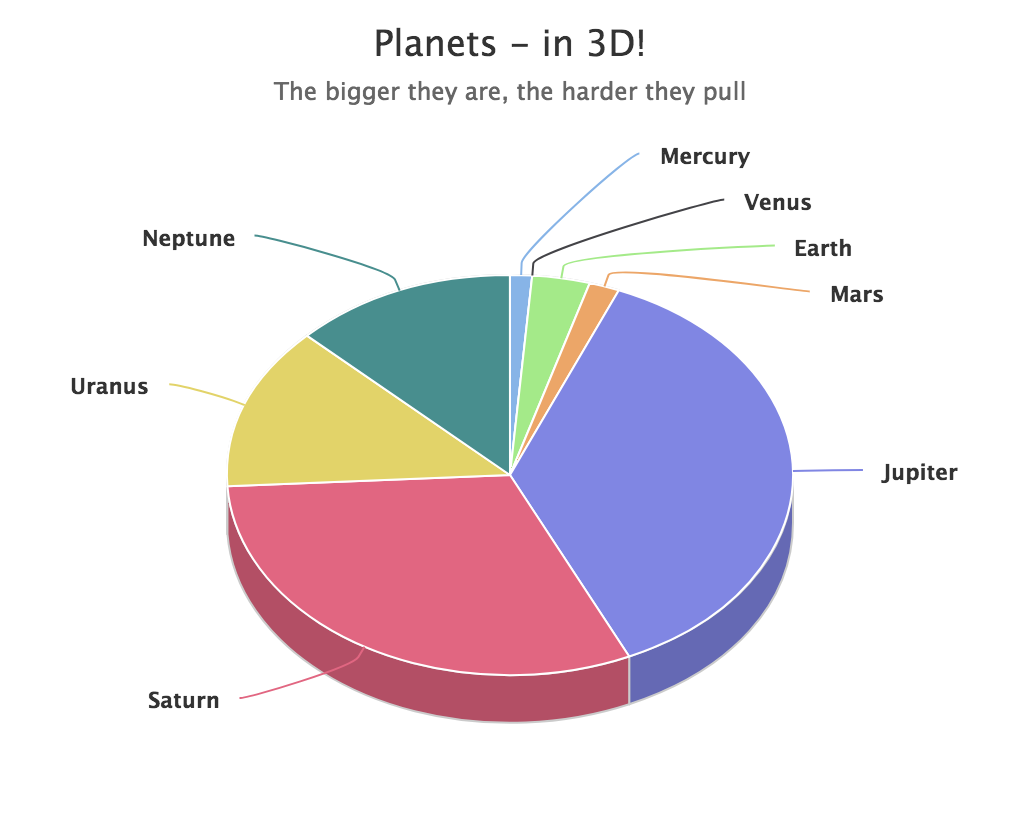 Planets – in 3D!
The bigger they are, the harder they pull
Mercury
Venus
Earth
Mars
Jupiter
Saturn
Uranus
Neptune